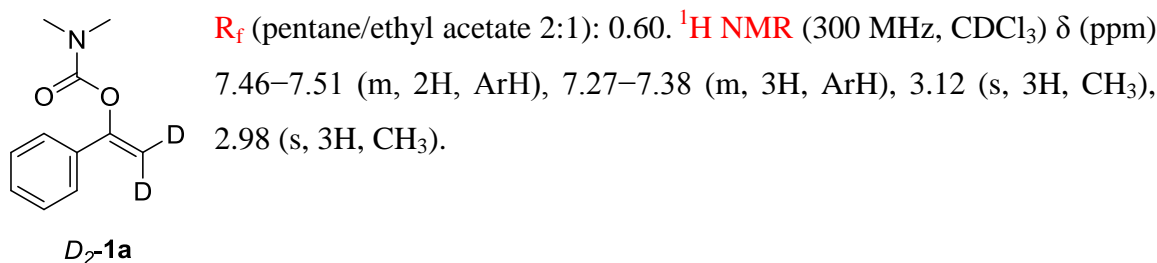 R_f (pentane/ethyl acetate 2:1): 0.60. ¹H NMR (300 MHz, CDCl₃) δ (ppm)
7.46−7.51 (m, 2H, ArH), 7.27−7.38 (m, 3H, ArH), 3.12 (s, 3H, CH₃),
2.98 (s, 3H, CH₃).
N
O
O
D
D
D₂-1a